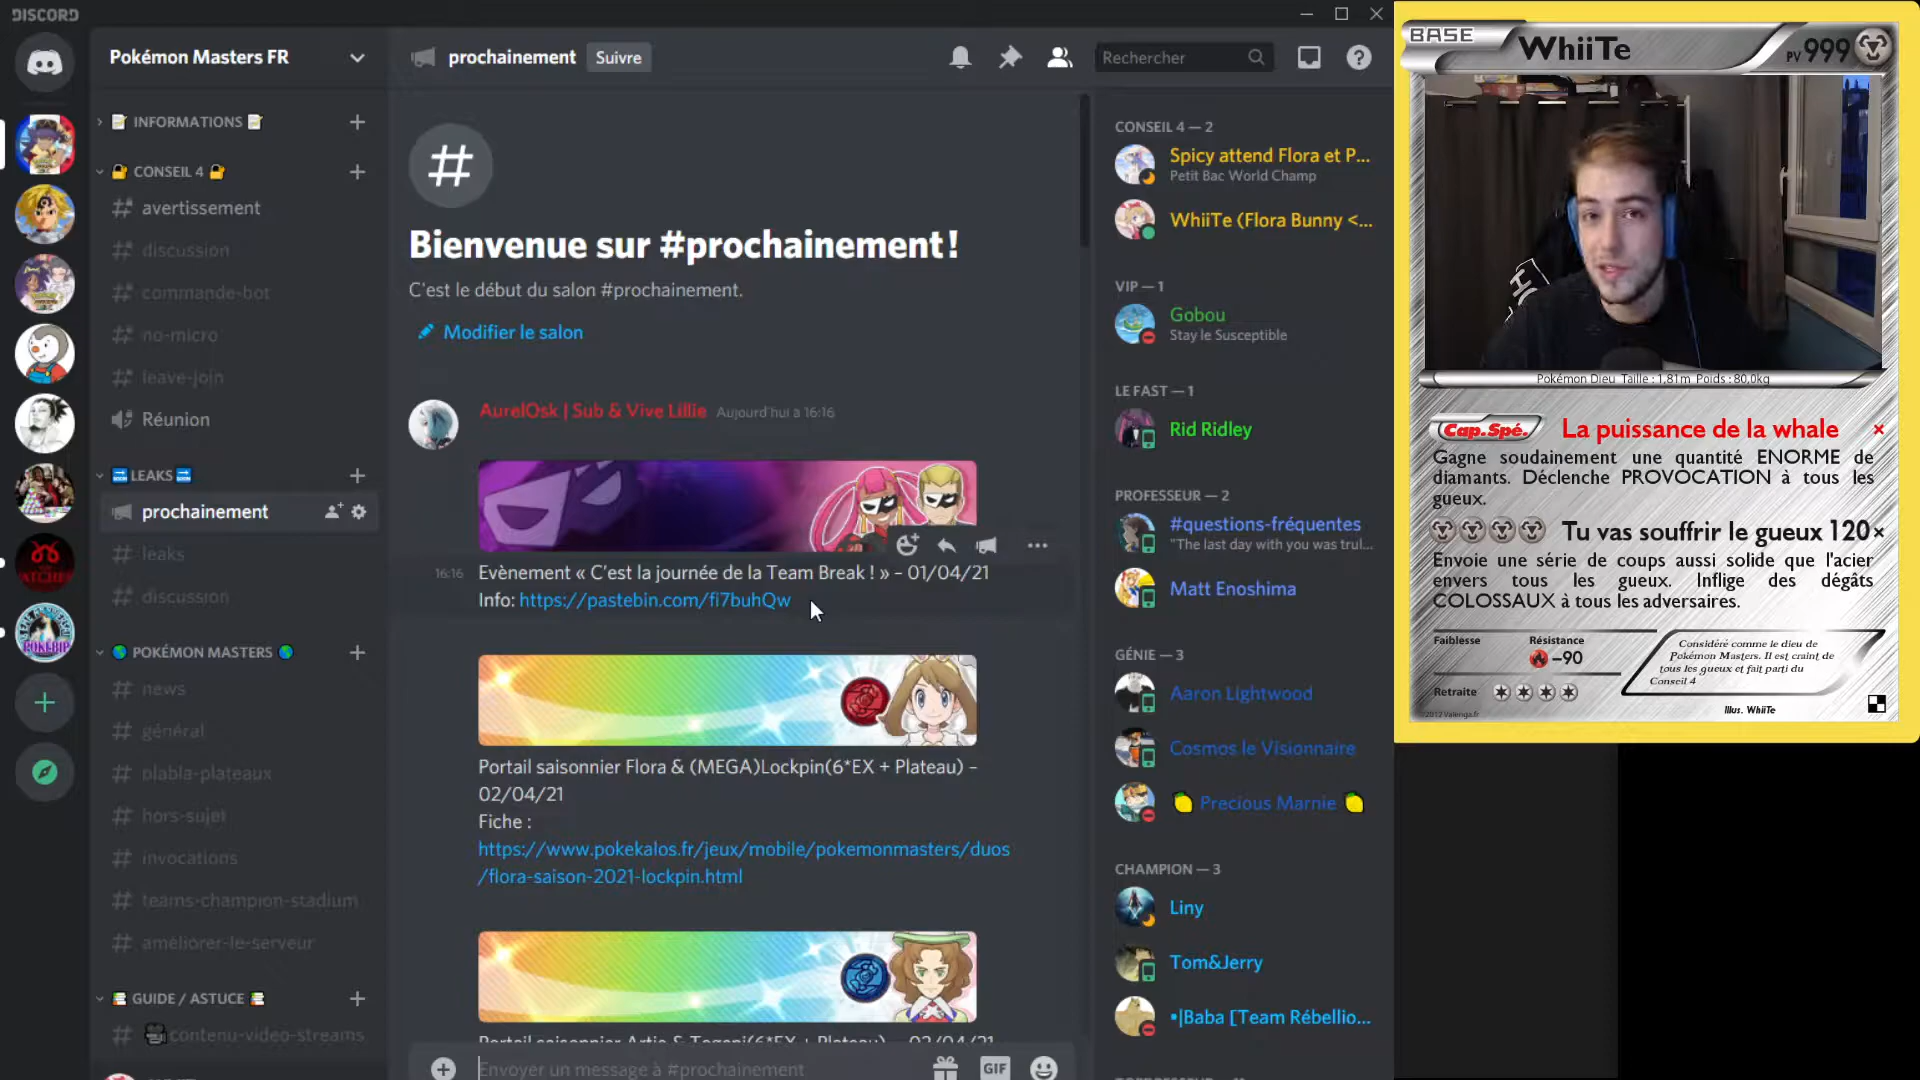 DISCORD
Pokémon Masters FR
INFORMATIONS
CONSEIL 4
avertissement
discussion
commande-bot
no-micro
leave-join
Réunion
LEAKS
prochainement
leaks
discussion
POKÉMON MASTERS
news
général
blabla-plateaux
hors-sujet
invocations
teams-champion-stadium
améliorer-le-serveur
GUIDE / ASTUCE
contenu-video-streams
prochainement
Suivre
Rechercher
Bienvenue sur #prochainement !
C'est le début du salon #prochainement.
Modifier le salon
AurelOsk | Sub & Vive Lillie Aujourd'hui à 16:16
16:16 Evènement « C'est la journée de la Team Break ! » – 01/04/21
Info: https://pastebin.com/fi7buhQw
Portail saisonnier Flora & (MEGA)Lockpin(6*EX + Plateau) –
02/04/21
Fiche :
https://www.pokekalos.fr/jeux/mobile/pokemonmasters/duos
/flora-saison-2021-lockpin.html
Portail saisonnier Artie & Togepi(6*EX + Plateau) – 02/04/21
Envoyer un message à #prochainement
GIF
CONSEIL 4 — 2
Spicy attend Flora et P...
Petit Bac World Champ
WhiiTe (Flora Bunny <...
VIP — 1
Gobou
Stay le Susceptible
LE FAST — 1
Rid Ridley
PROFESSEUR — 2
#questions-fréquentes
"The last day with you was trul...
Matt Enoshima
GÉNIE — 3
Aaron Lightwood
Cosmos le Visionnaire
Precious Marnie
CHAMPION — 3
Liny
Tom&Jerry
•|Baba [Team Rébellio...
BASE
WhiiTe
PV 999
Pokémon Dieu Taille : 1,81m Poids : 80,0kg
Cap. Spé. La puissance de la whale ×
Gagne soudainement une quantité ENORME de
diamants. Déclenche PROVOCATION à tous les
gueux.
Tu vas souffrir le gueux 120×
Envoie une série de coups aussi solide que l'acier
envers tous les gueux. Inflige des dégâts
COLOSSAUX à tous les adversaires.
Faiblesse
Résistance
-90
Retraite
Considéré comme le dieu de
Pokémon Masters. Il est craint de
tous les gueux et fait parti du
Conseil 4
©2012 Valenga.fr
Illus. WhiiTe